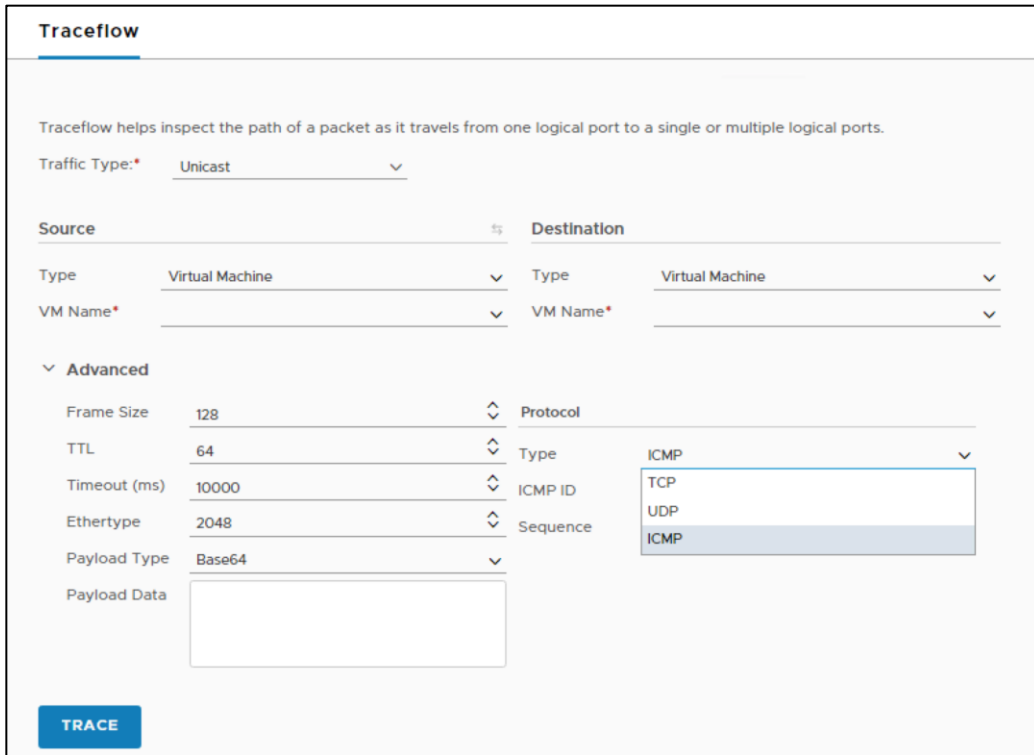 Traceflow
Traceflow helps inspect the path of a packet as it travels from one logical port to a single or multiple logical ports.
Traffic Type:* Unicast
Source Destination
Type Virtual Machine Type Virtual Machine
VM Name* VM Name*
Advanced
Frame Size 128 Protocol
TTL 64 Type ICMP
Timeout (ms) 10000 ICMP ID TCP
Ethertype 2048 Sequence UDP
ICMP
Payload Type Base64
Payload Data
TRACE